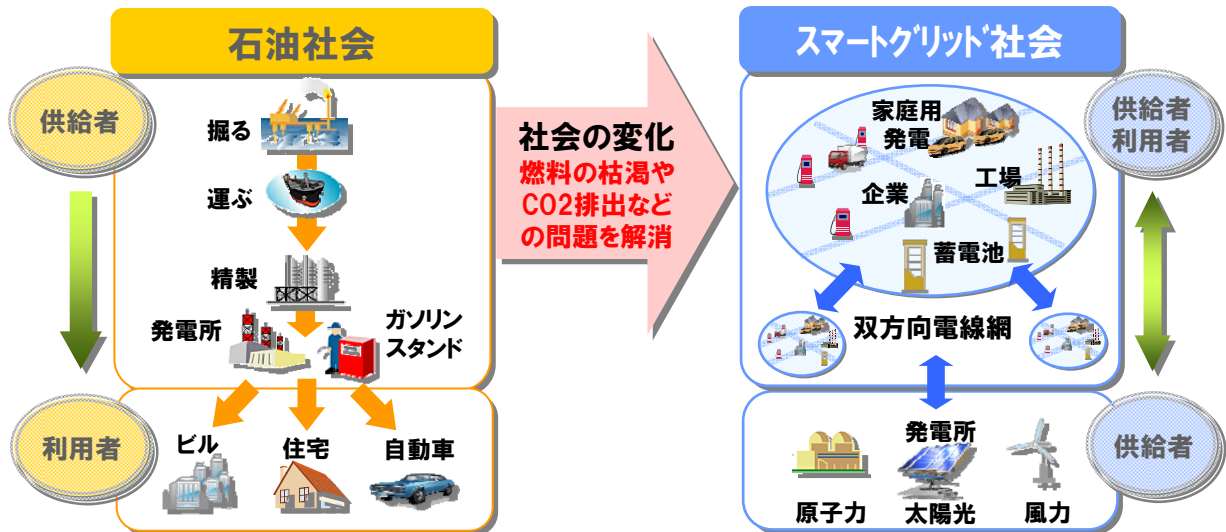 石油社会
供給者
掘る
運ぶ
精製
発電所
ガソリン
スタンド
利用者
ビル
住宅
自動車
社会の変化
燃料の枯渇や
CO2排出など
の問題を解消
スマートグリッド社会
供給者
利用者
家庭用
発電
企業
工場
蓄電池
双方向電線網
発電所
原子力
太陽光
風力
供給者